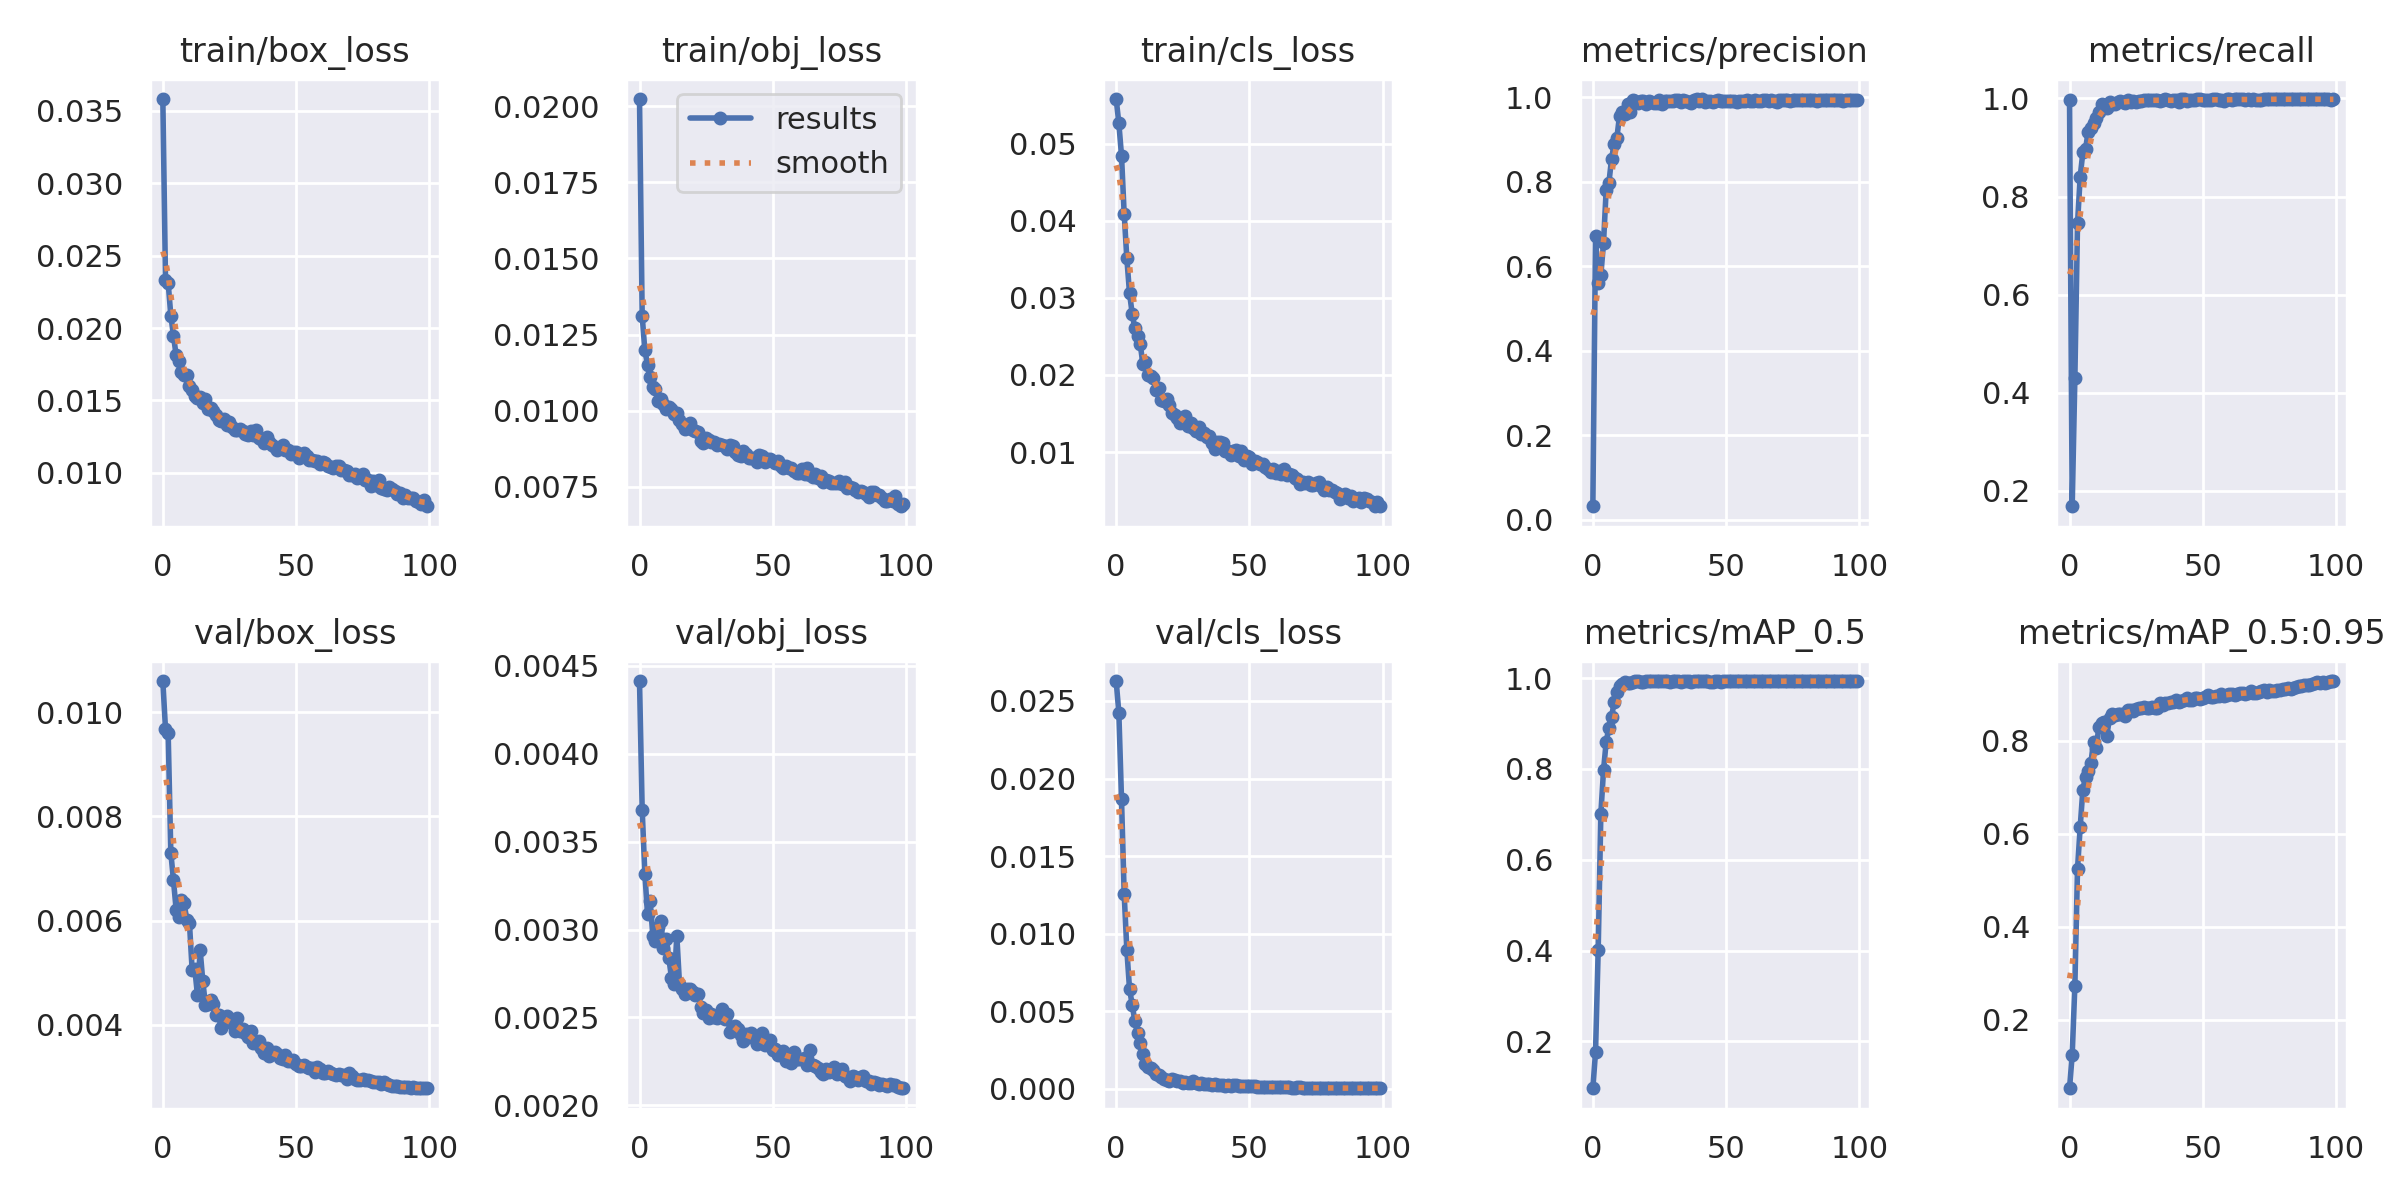 train/box_loss
0.035
0.030
0.025
0.020
0.015
0.010
0 50 100
train/obj_loss
results
smooth
0.0200
0.0175
0.0150
0.0125
0.0100
0.0075
0 50 100
train/cls_loss
0.05
0.04
0.03
0.02
0.01
0 50 100
metrics/precision
1.0
0.8
0.6
0.4
0.2
0.0
0 50 100
metrics/recall
1.0
0.8
0.6
0.4
0.2
0 50 100
val/box_loss
0.010
0.008
0.006
0.004
0 50 100
val/obj_loss
0.0045
0.0040
0.0035
0.0030
0.0025
0.0020
0 50 100
val/cls_loss
0.025
0.020
0.015
0.010
0.005
0.000
0 50 100
metrics/mAP_0.5
1.0
0.8
0.6
0.4
0.2
0 50 100
metrics/mAP_0.5:0.95
0.8
0.6
0.4
0.2
0 50 100